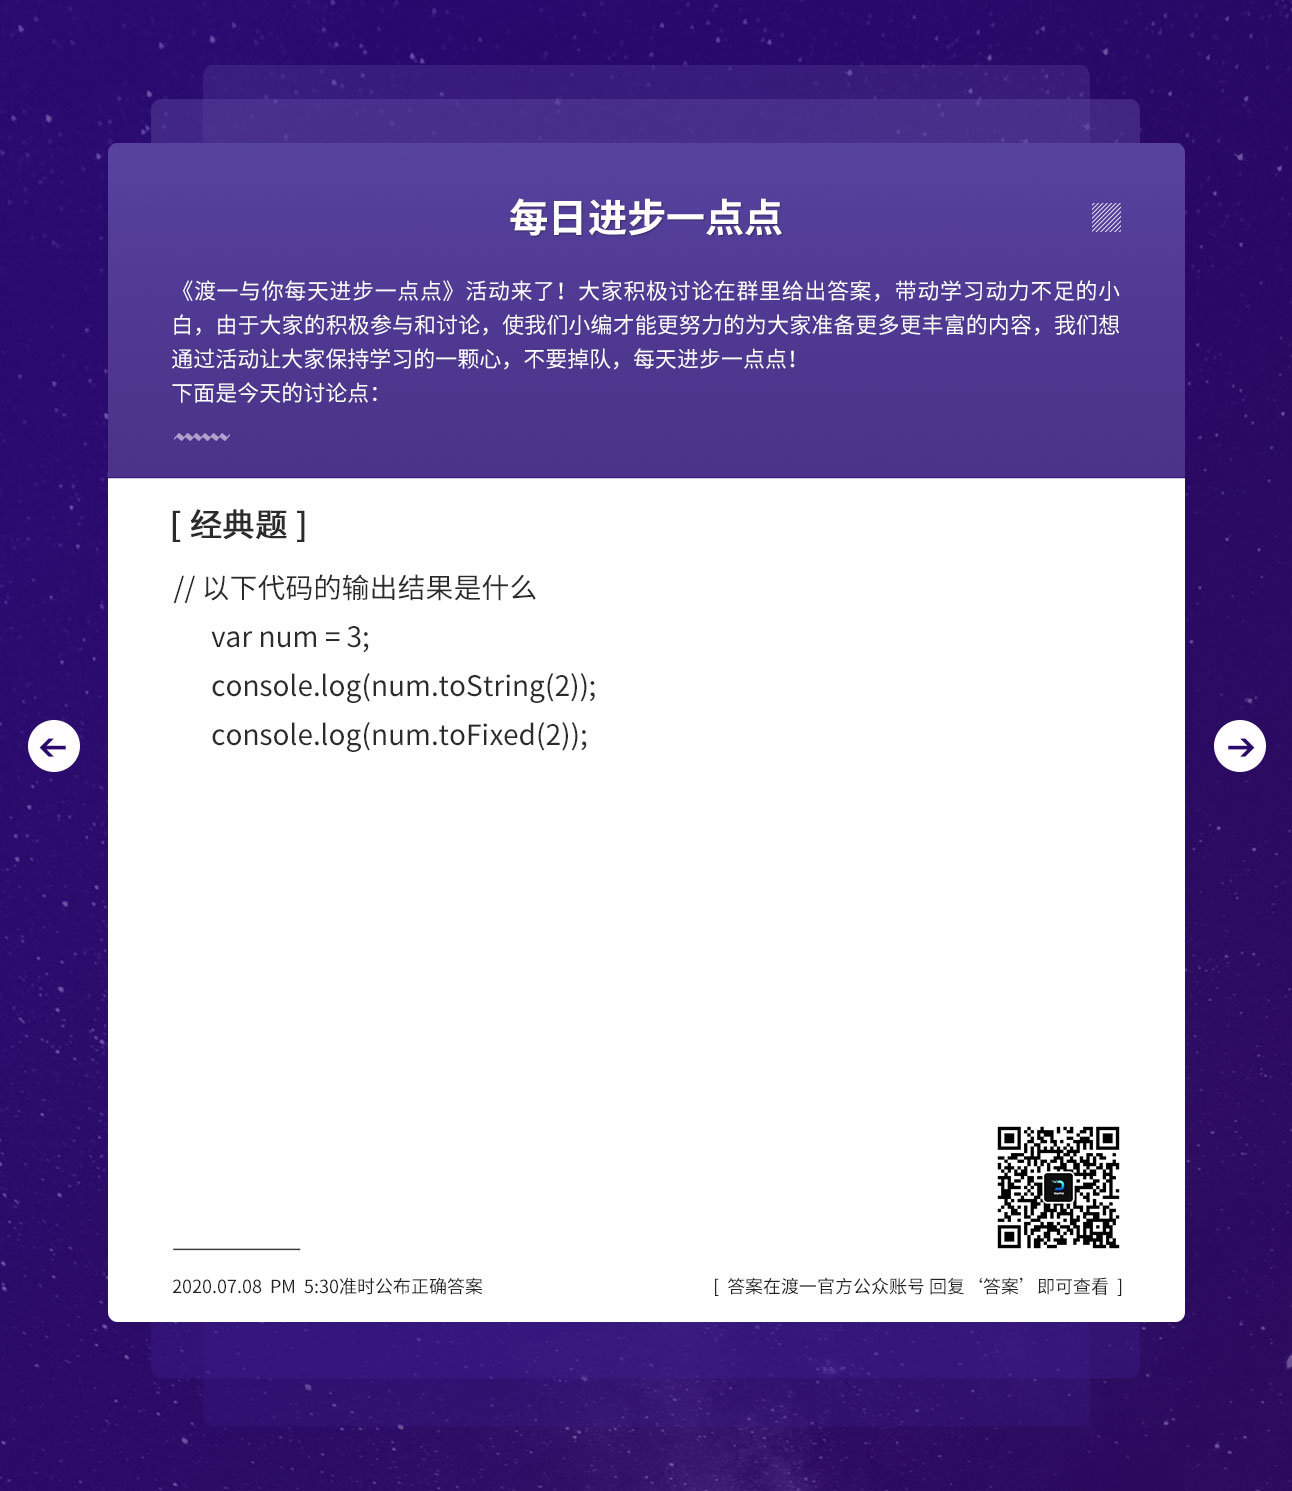 每日进步一点点
《渡一与你每天进步一点点》活动来了！大家积极讨论在群里给出答案，带动学习动力不足的小
白，由于大家的积极参与和讨论，使我们小编才能更努力的为大家准备更多更丰富的内容，我们想
通过活动让大家保持学习的一颗心，不要掉队，每天进步一点点！
下面是今天的讨论点：
[ 经典题 ]
// 以下代码的输出结果是什么
var num = 3;
console.log(num.toString(2));
console.log(num.toFixed(2));
2020.07.08 PM 5:30准时公布正确答案
[ 答案在渡一官方公众账号 回复‘答案’即可查看 ]